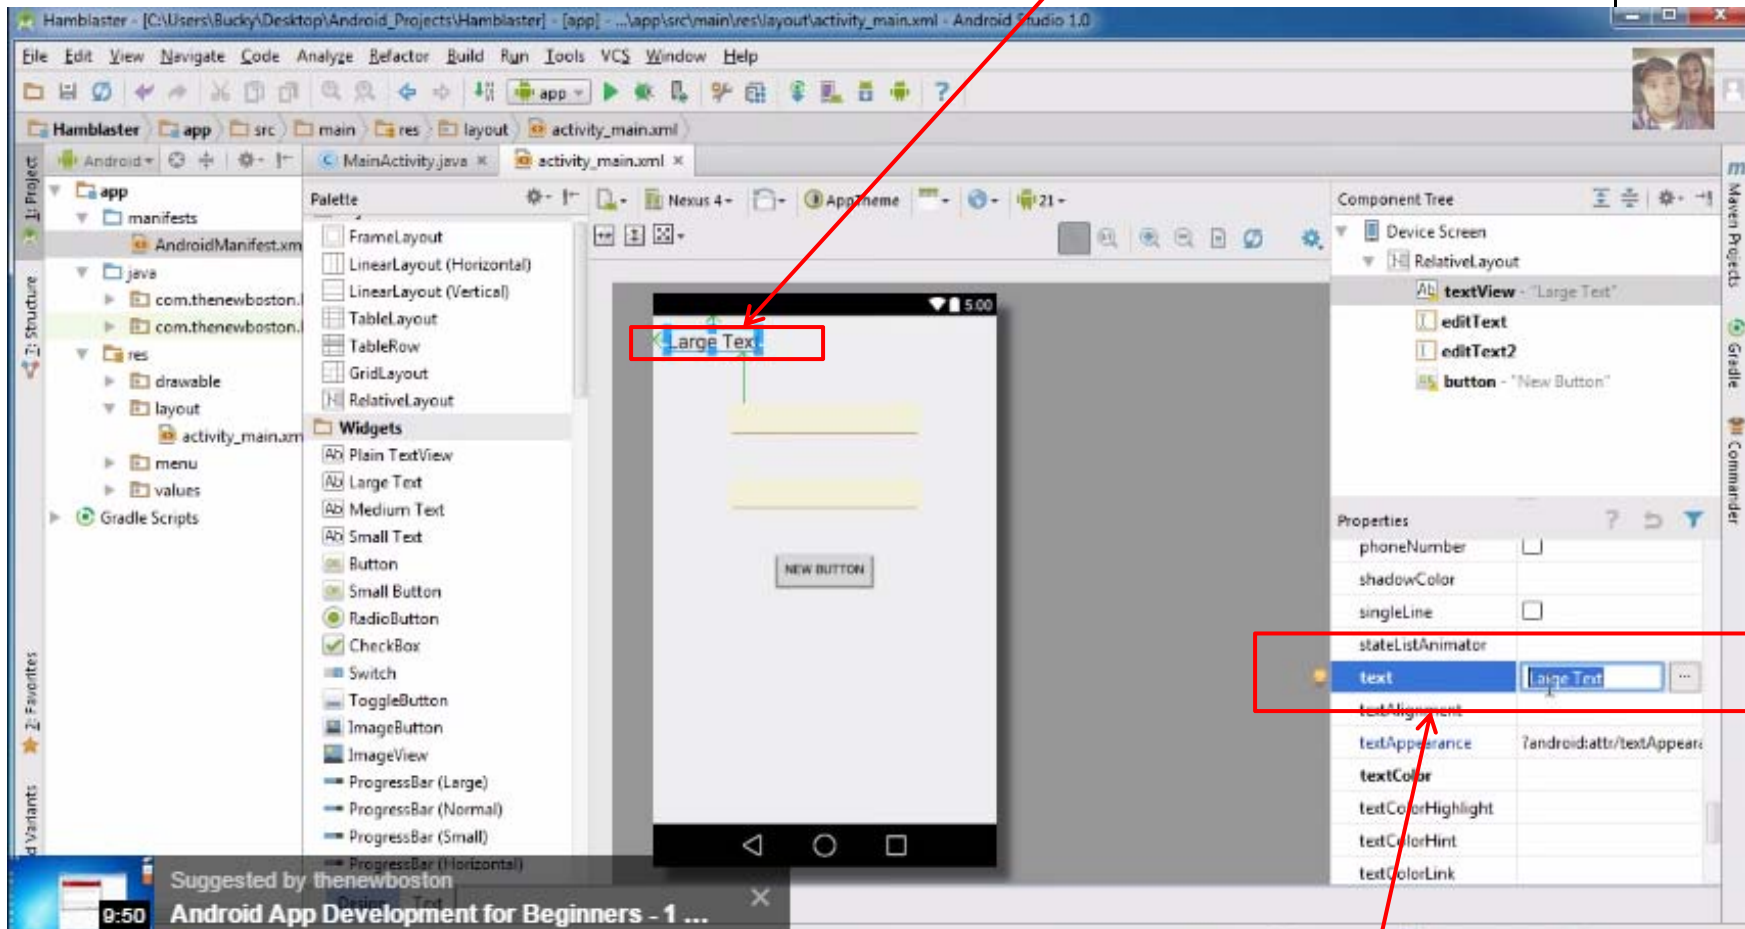 Hamblaster - [C:\Users\Bucky\Desktop\Android_Projects\Hamblaster] - [app] - ...\app\src\main\res\layout\activity_main.xml - Android Studio 1.0
File Edit View Navigate Code Analyze Refactor Build Run Tools VCS Window Help
app
Hamblaster app src main res layout activity_main.xml
Android MainActivity.java activity_main.xml
1: Project
7: Structure
2: Favorites
d Variants
app
manifests
AndroidManifest.xm
java
com.thenewboston.
com.thenewboston.
res
drawable
layout
activity_main.xm
menu
values
Gradle Scripts
Palette
FrameLayout
LinearLayout (Horizontal)
LinearLayout (Vertical)
TableLayout
TableRow
GridLayout
RelativeLayout
Widgets
Plain TextView
Large Text
Medium Text
Small Text
Button
Small Button
RadioButton
CheckBox
Switch
ToggleButton
ImageButton
ImageView
ProgressBar (Large)
ProgressBar (Normal)
ProgressBar (Small)
ProgressBar (Horizontal)
Design Text
Nexus 4 AppTheme 21
5:00
Large Text
NEW BUTTON
Component Tree
Device Screen
RelativeLayout
textView - "Large Text"
editText
editText2
button - "New Button"
Properties
phoneNumber
shadowColor
singleLine
stateListAnimator
text Large Text ...
textAlignment
textAppearance ?android:attr/textAppeara
textColor
textColorHighlight
textColorHint
textColorLink
m
Maven Projects
Gradle
Commander
Suggested by thenewboston
9:50 Android App Development for Beginners - 1 ...